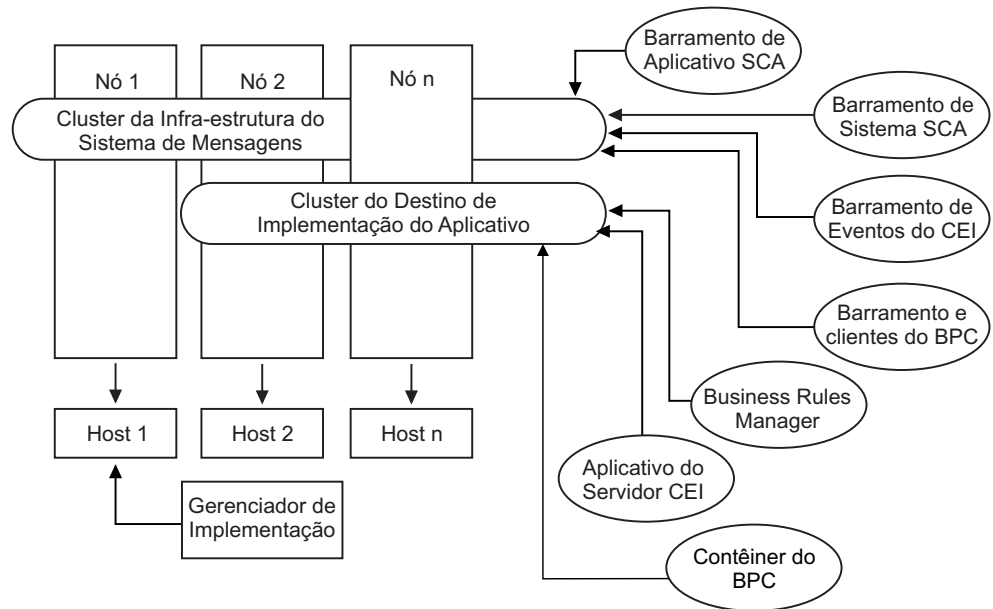 Nó 1
Nó 2
Nó n
Cluster da Infra-estrutura do
Sistema de Mensagens
Cluster do Destino de
Implementação do Aplicativo
Barramento de
Aplicativo SCA
Barramento de
Sistema SCA
Barramento de
Eventos do CEI
Barramento e
clientes do BPC
Business Rules
Manager
Aplicativo do
Servidor CEI
Contêiner do
BPC
Host 1
Host 2
Host n
Gerenciador de
Implementação